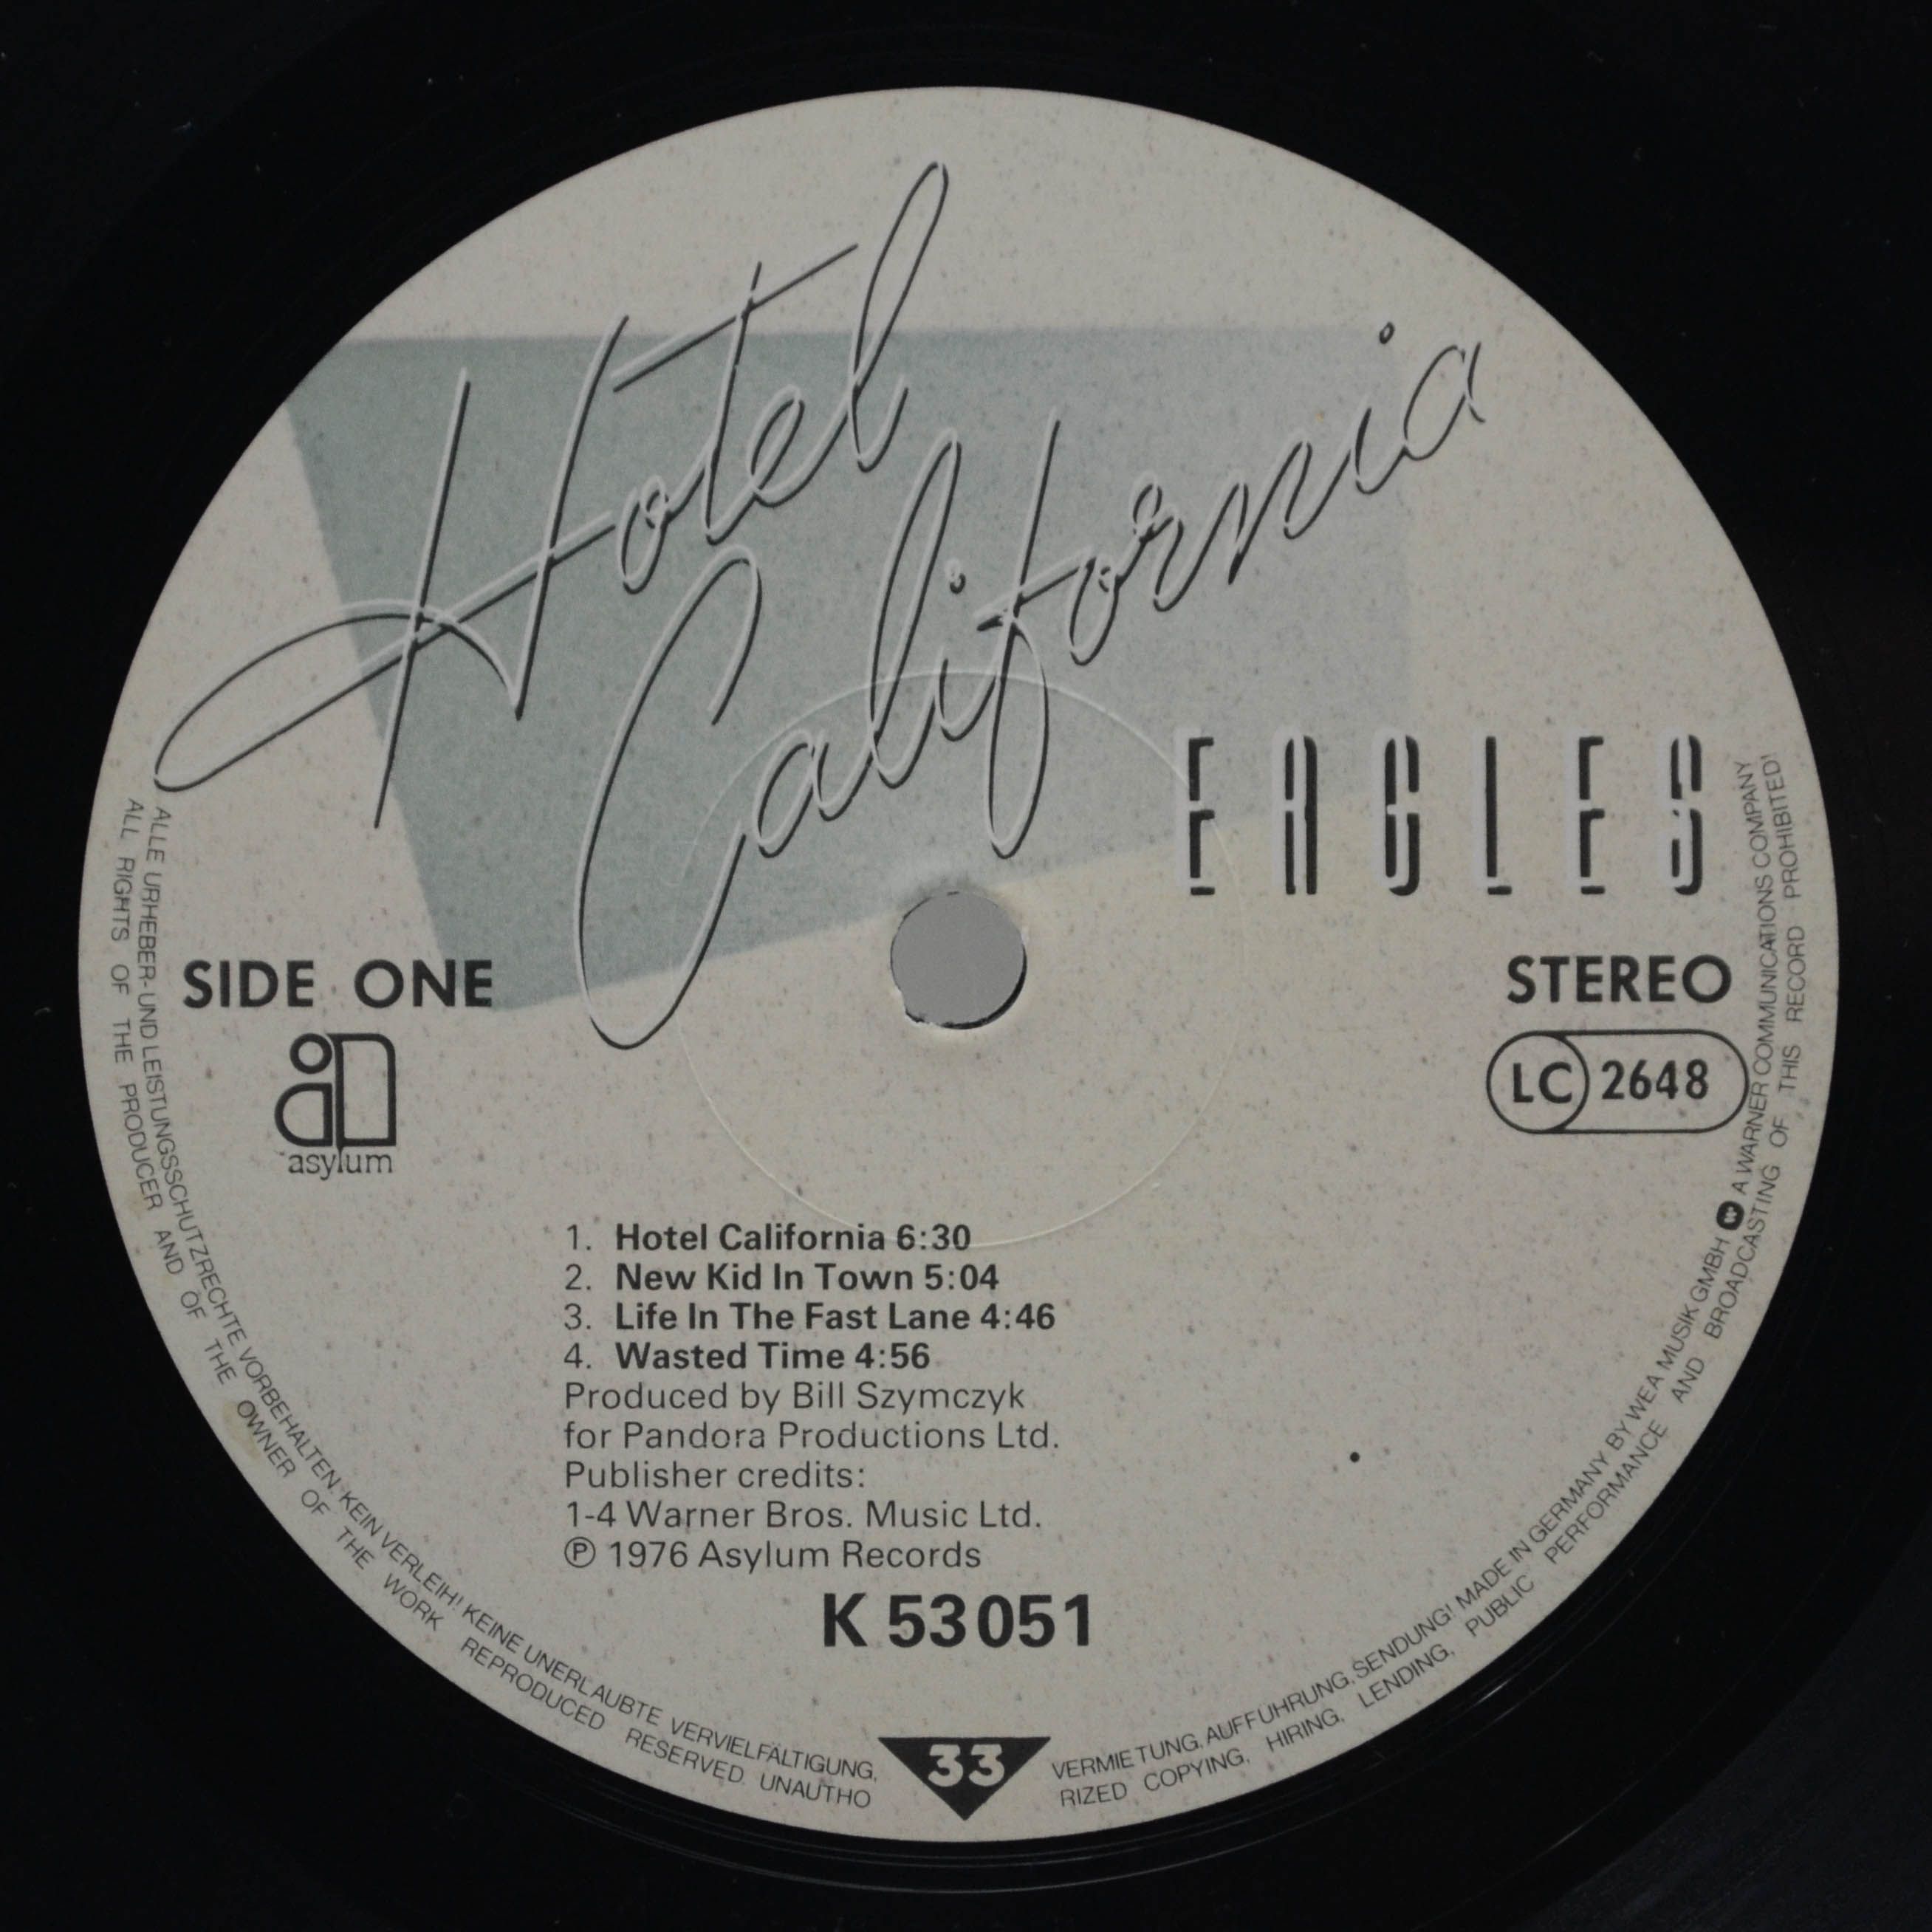 Hotel
California
EAGLES
SIDE ONE
STEREO
LC 2648
asylum
1. Hotel California 6:30
2. New Kid In Town 5:04
3. Life In The Fast Lane 4:46
4. Wasted Time 4:56
Produced by Bill Szymczyk
for Pandora Productions Ltd.
Publisher credits:
1-4 Warner Bros. Music Ltd.
℗ 1976 Asylum Records
K 53051
33
ALLE URHEBER- UND LEISTUNGSSCHUTZRECHTE VORBEHALTEN. KEIN VERLEIH! KEINE UNERLAUBTE VERVIELFÄLTIGUNG, VERMIETUNG, AUFFÜHRUNG, SENDUNG! MADE IN GERMANY BY WEA MUSIK GMBH W A WARNER COMMUNICATIONS COMPANY
ALL RIGHTS OF THE PRODUCER AND OF THE OWNER OF THE WORK REPRODUCED RESERVED. UNAUTHORIZED COPYING, HIRING, LENDING, PUBLIC PERFORMANCE AND BROADCASTING OF THIS RECORD PROHIBITED!